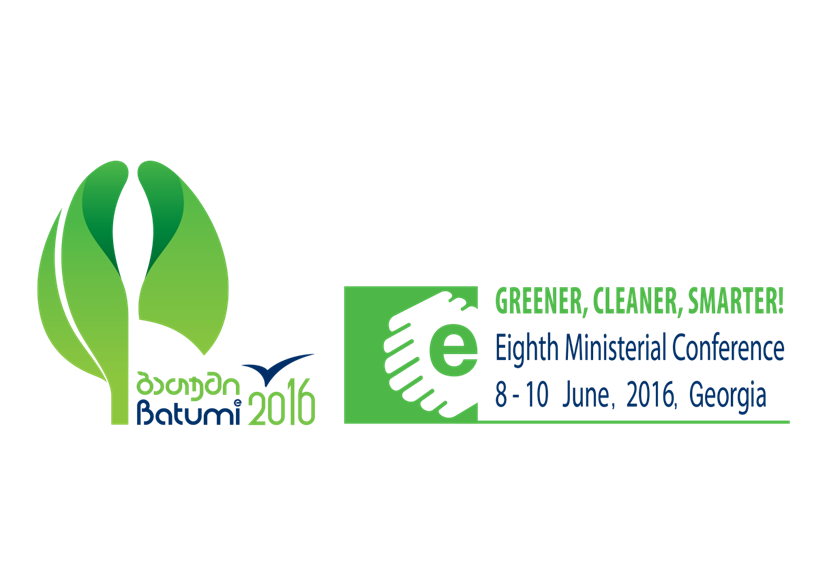 ბათუმი
Batumi 2016
e
GREENER, CLEANER, SMARTER!
Eighth Ministerial Conference
8 - 10 June, 2016, Georgia